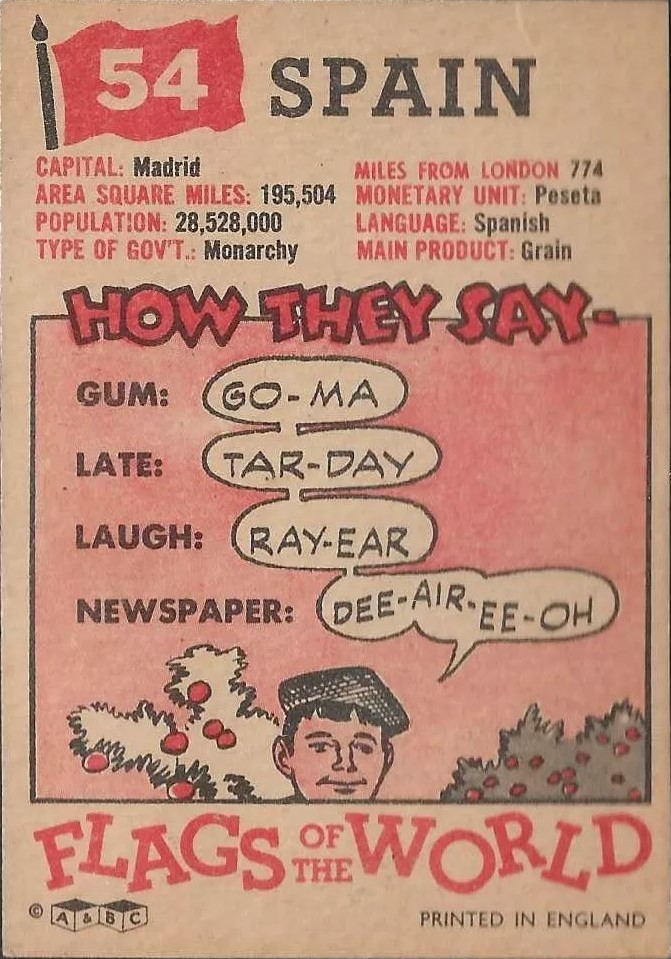 54 SPAIN
CAPITAL: Madrid
AREA SQUARE MILES: 195,504
POPULATION: 28,528,000
TYPE OF GOV'T.: Monarchy
MILES FROM LONDON 774
MONETARY UNIT: Peseta
LANGUAGE: Spanish
MAIN PRODUCT: Grain
HOW THEY SAY-
GUM: GO-MA
LATE: TAR-DAY
LAUGH: RAY-EAR
NEWSPAPER: DEE-AIR-EE-OH
FLAGS OF THE WORLD
© A & B C
PRINTED IN ENGLAND